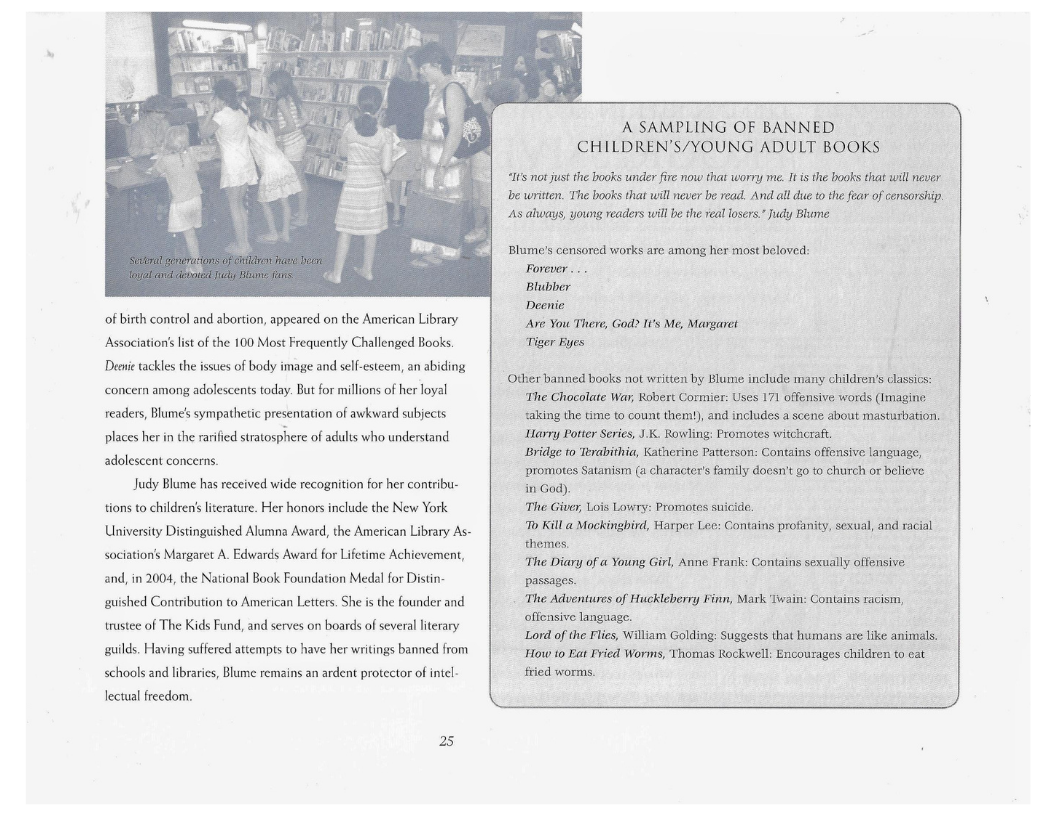 Several generations of children have been
loyal and devoted Judy Blume fans.
of birth control and abortion, appeared on the American Library
Association's list of the 100 Most Frequently Challenged Books.
Deenie tackles the issues of body image and self-esteem, an abiding
concern among adolescents today. But for millions of her loyal
readers, Blume's sympathetic presentation of awkward subjects
places her in the rarified stratosphere of adults who understand
adolescent concerns.
Judy Blume has received wide recognition for her contribu-
tions to children's literature. Her honors include the New York
University Distinguished Alumna Award, the American Library As-
sociation's Margaret A. Edwards Award for Lifetime Achievement,
and, in 2004, the National Book Foundation Medal for Distin-
guished Contribution to American Letters. She is the founder and
trustee of The Kids Fund, and serves on boards of several literary
guilds. Having suffered attempts to have her writings banned from
schools and libraries, Blume remains an ardent protector of intel-
lectual freedom.
A SAMPLING OF BANNED
CHILDREN'S/YOUNG ADULT BOOKS
"It's not just the books under fire now that worry me. It is the books that will never
be written. The books that will never be read. And all due to the fear of censorship.
As always, young readers will be the real losers." Judy Blume
Blume's censored works are among her most beloved:
Forever . . .
Blubber
Deenie
Are You There, God? It's Me, Margaret
Tiger Eyes
Other banned books not written by Blume include many children's classics:
The Chocolate War, Robert Cormier: Uses 171 offensive words (Imagine
taking the time to count them!), and includes a scene about masturbation.
Harry Potter Series, J.K. Rowling: Promotes witchcraft.
Bridge to Terabithia, Katherine Patterson: Contains offensive language,
promotes Satanism (a character's family doesn't go to church or believe
in God).
The Giver, Lois Lowry: Promotes suicide.
To Kill a Mockingbird, Harper Lee: Contains profanity, sexual, and racial
themes.
The Diary of a Young Girl, Anne Frank: Contains sexually offensive
passages.
The Adventures of Huckleberry Finn, Mark Twain: Contains racism,
offensive language.
Lord of the Flies, William Golding: Suggests that humans are like animals.
How to Eat Fried Worms, Thomas Rockwell: Encourages children to eat
fried worms.
25